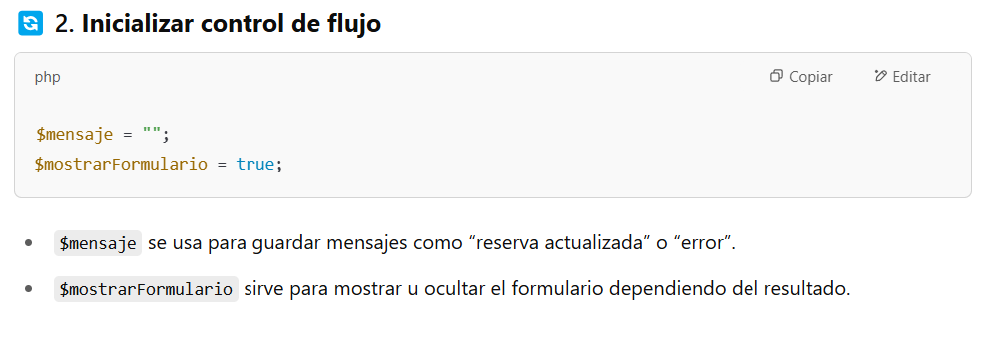 2. Inicializar control de flujo
php
Copiar
Editar
$mensaje = "";
$mostrarFormulario = true;
$mensaje se usa para guardar mensajes como “reserva actualizada” o “error”.
$mostrarFormulario sirve para mostrar u ocultar el formulario dependiendo del resultado.